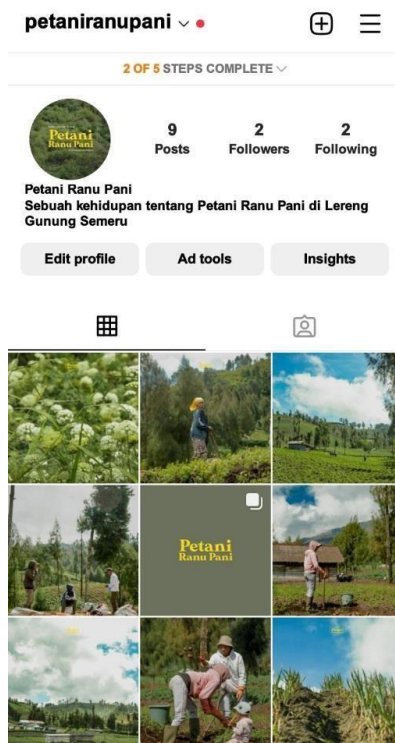 petaniranupani
2 OF 5 STEPS COMPLETE
Petani
Ranu Pani
9
Posts
2
Followers
2
Following
Petani Ranu Pani
Sebuah kehidupan tentang Petani Ranu Pani di Lereng
Gunung Semeru
Edit profile
Ad tools
Insights
Petani
Ranu Pani